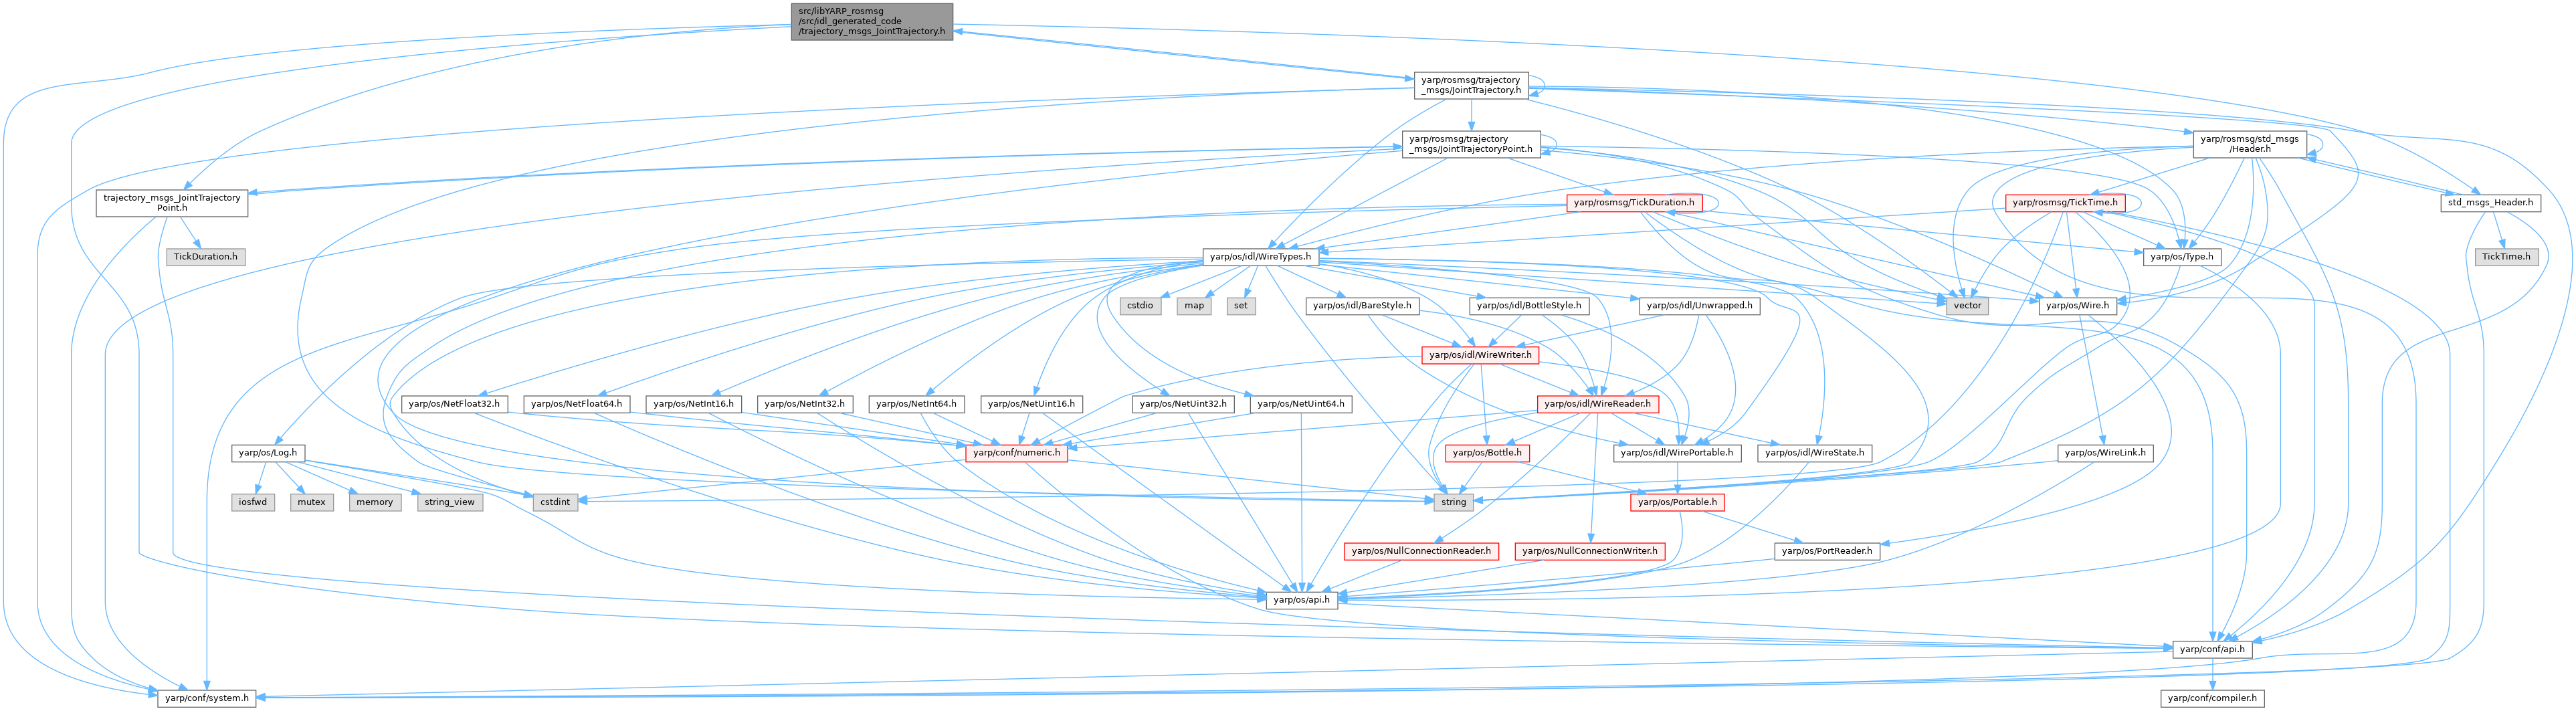 src/libYARP_rosmsg
/src/idl_generated_code
/trajectory_msgs_JointTrajectory.h
yarp/rosmsg/trajectory
_msgs/JointTrajectory.h
yarp/rosmsg/trajectory
_msgs/JointTrajectoryPoint.h
yarp/rosmsg/std_msgs
/Header.h
trajectory_msgs_JointTrajectory
Point.h
yarp/rosmsg/TickDuration.h
yarp/rosmsg/TickTime.h
std_msgs_Header.h
TickDuration.h
yarp/os/idl/WireTypes.h
yarp/os/Type.h
TickTime.h
cstdio
map
set
yarp/os/idl/BareStyle.h
yarp/os/idl/BottleStyle.h
yarp/os/idl/Unwrapped.h
vector
yarp/os/Wire.h
yarp/os/idl/WireWriter.h
yarp/os/NetFloat32.h
yarp/os/NetFloat64.h
yarp/os/NetInt16.h
yarp/os/NetInt32.h
yarp/os/NetInt64.h
yarp/os/NetUint16.h
yarp/os/NetUint32.h
yarp/os/NetUint64.h
yarp/os/idl/WireReader.h
yarp/os/Log.h
yarp/conf/numeric.h
yarp/os/Bottle.h
yarp/os/idl/WirePortable.h
yarp/os/idl/WireState.h
yarp/os/WireLink.h
iosfwd
mutex
memory
string_view
cstdint
string
yarp/os/Portable.h
yarp/os/NullConnectionReader.h
yarp/os/NullConnectionWriter.h
yarp/os/PortReader.h
yarp/os/api.h
yarp/conf/api.h
yarp/conf/system.h
yarp/conf/compiler.h